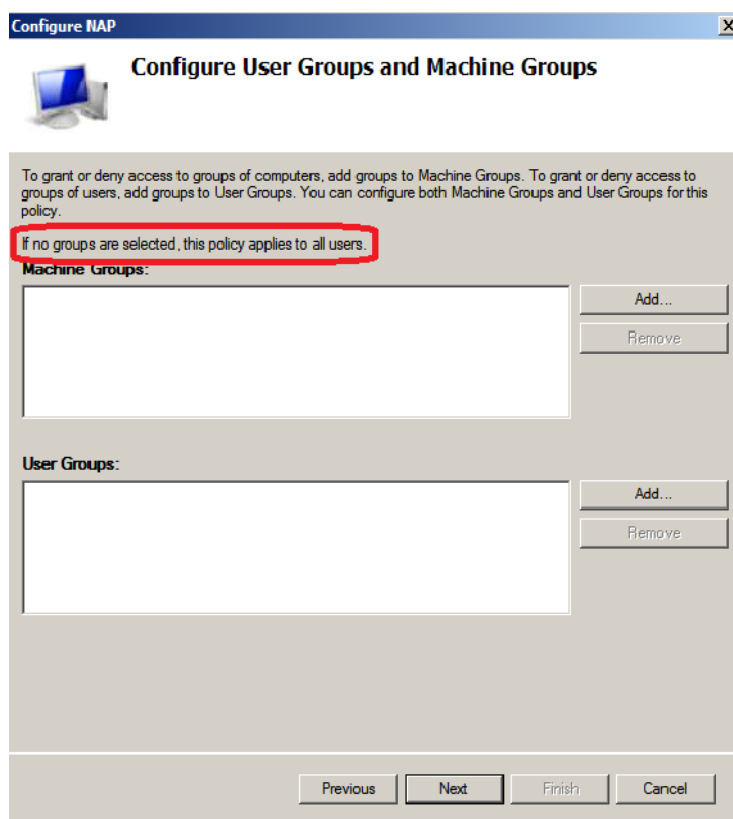 Configure NAP
Configure User Groups and Machine Groups
To grant or deny access to groups of computers, add groups to Machine Groups. To grant or deny access to
groups of users, add groups to User Groups. You can configure both Machine Groups and User Groups for this
policy.
If no groups are selected, this policy applies to all users.
Machine Groups:
Add...
Remove
User Groups:
Add...
Remove
Previous Next Finish Cancel